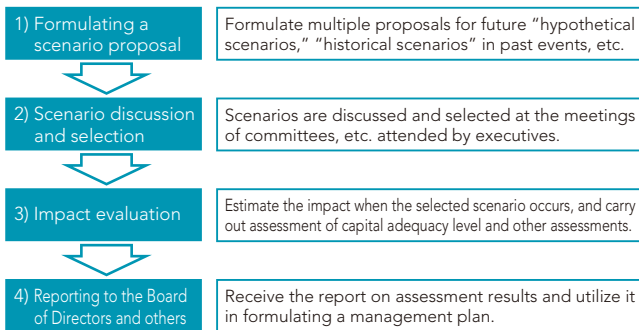 1) Formulating a
scenario proposal
Formulate multiple proposals for future “hypothetical
scenarios,” “historical scenarios” in past events, etc.
2) Scenario discussion
and selection
Scenarios are discussed and selected at the meetings
of committees, etc. attended by executives.
3) Impact evaluation
Estimate the impact when the selected scenario occurs, and carry
out assessment of capital adequacy level and other assessments.
4) Reporting to the Board
of Directors and others
Receive the report on assessment results and utilize it
in formulating a management plan.